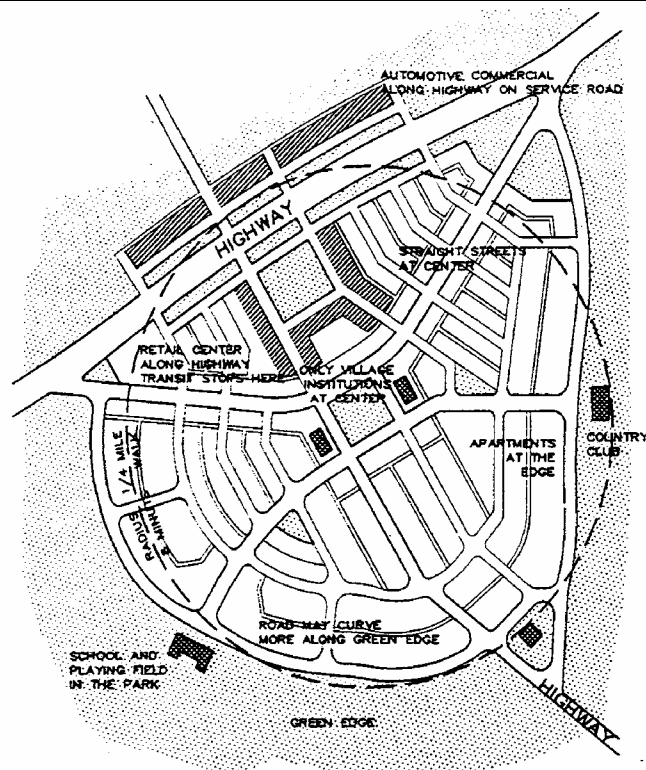 AUTOMOTIVE COMMERCIAL
ALONG HIGHWAY ON SERVICE ROAD
HIGHWAY
STRAIGHT STREETS
AT CENTER
RETAIL CENTER
ALONG HIGHWAY
TRANSIT STOPS HERE
ONLY VILLAGE
INSTITUTIONS
AT CENTER
COUNTRY
CLUB
APARTMENTS
AT THE
EDGE
1/4 MILE
RADIUS
5 MINUTE
WALK
ROAD MAY CURVE
MORE ALONG GREEN EDGE
SCHOOL AND
PLAYING FIELD
IN THE PARK
HIGHWAY
GREEN EDGE